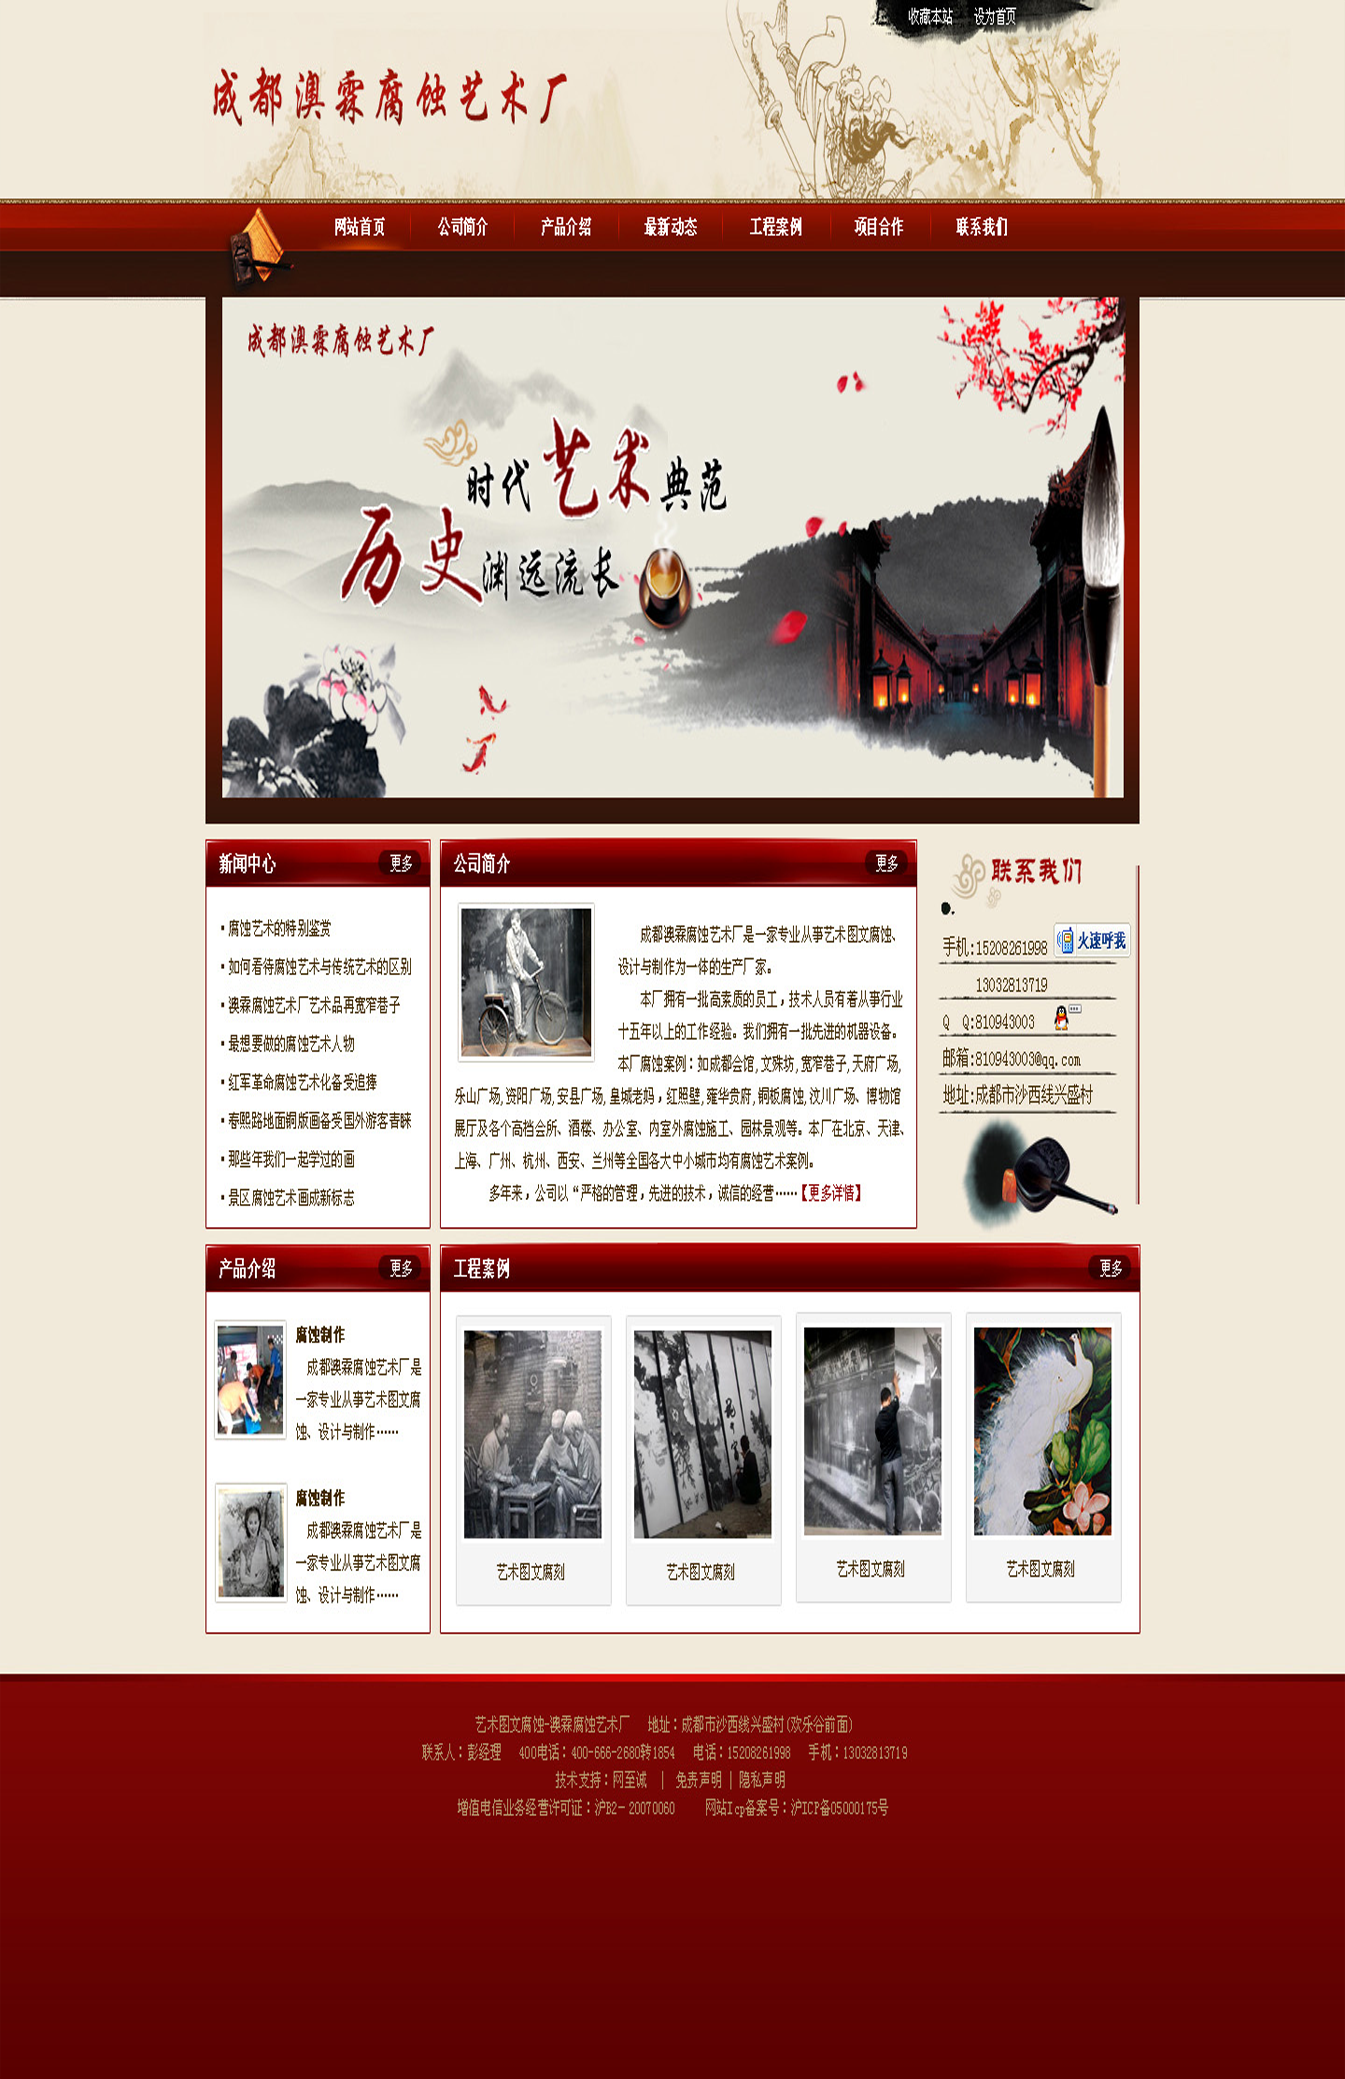 收藏本站 设为首页
成都澳霖腐蚀艺术厂
网站首页 公司简介 产品介绍 最新动态 工程案例 项目合作 联系我们
成都澳霖腐蚀艺术厂
时代艺术典范
历史渊远流长
新闻中心 更多
· 腐蚀艺术的特别鉴赏
· 如何看待腐蚀艺术与传统艺术的区别
· 澳霖腐蚀艺术厂艺术品再宽窄巷子
· 最想要做的腐蚀艺术人物
· 红军革命腐蚀艺术化备受追捧
· 春熙路地面铜版画备受国外游客青睐
· 那些年我们一起学过的画
· 景区腐蚀艺术画成新标志
公司简介 更多
成都澳霖腐蚀艺术厂是一家专业从事艺术图文腐蚀、
设计与制作为一体的生产厂家。
本厂拥有一批高素质的员工，技术人员有着从事行业
十五年以上的工作经验。我们拥有一批先进的机器设备。
本厂腐蚀案例：如成都会馆,文殊坊,宽窄巷子,天府广场,
乐山广场,资阳广场,安县广场,皇城老妈，红照壁,雍华贵府,铜板腐蚀,汶川广场、博物馆
展厅及各个高档会所、酒楼、办公室、内室外腐蚀施工、园林景观等。本厂在北京、天津、
上海、广州、杭州、西安、兰州等全国各大中小城市均有腐蚀艺术案例。
多年来，公司以“严格的管理，先进的技术，诚信的经营……【更多详情】
联系我们
手机:15208261998 火速呼我
13032813719
Q Q:810943003
邮箱:810943003@qq.com
地址:成都市沙西线兴盛村
产品介绍 更多
腐蚀制作
成都澳霖腐蚀艺术厂是
一家专业从事艺术图文腐
蚀、设计与制作……
腐蚀制作
成都澳霖腐蚀艺术厂是
一家专业从事艺术图文腐
蚀、设计与制作……
工程案例 更多
艺术图文腐刻 艺术图文腐刻 艺术图文腐刻 艺术图文腐刻
艺术图文腐蚀-澳霖腐蚀艺术厂 地址：成都市沙西线兴盛村(欢乐谷前面)
联系人：彭经理 400电话：400-666-2680转1854 电话：15208261998 手机：13032813719
技术支持：网至诚 | 免责声明 | 隐私声明
增值电信业务经营许可证：沪B2-20070060 网站Icp备案号：沪ICP备05000175号